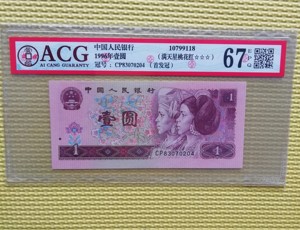 ACG
AI CANG GUARANTY
中国人民银行
1996年壹圆
冠号：CP83070204
10799118
(满天星桃花红☆☆☆)
(首发冠)
67 EPQ
中国人民银行
1
壹圆
1
CP83070204